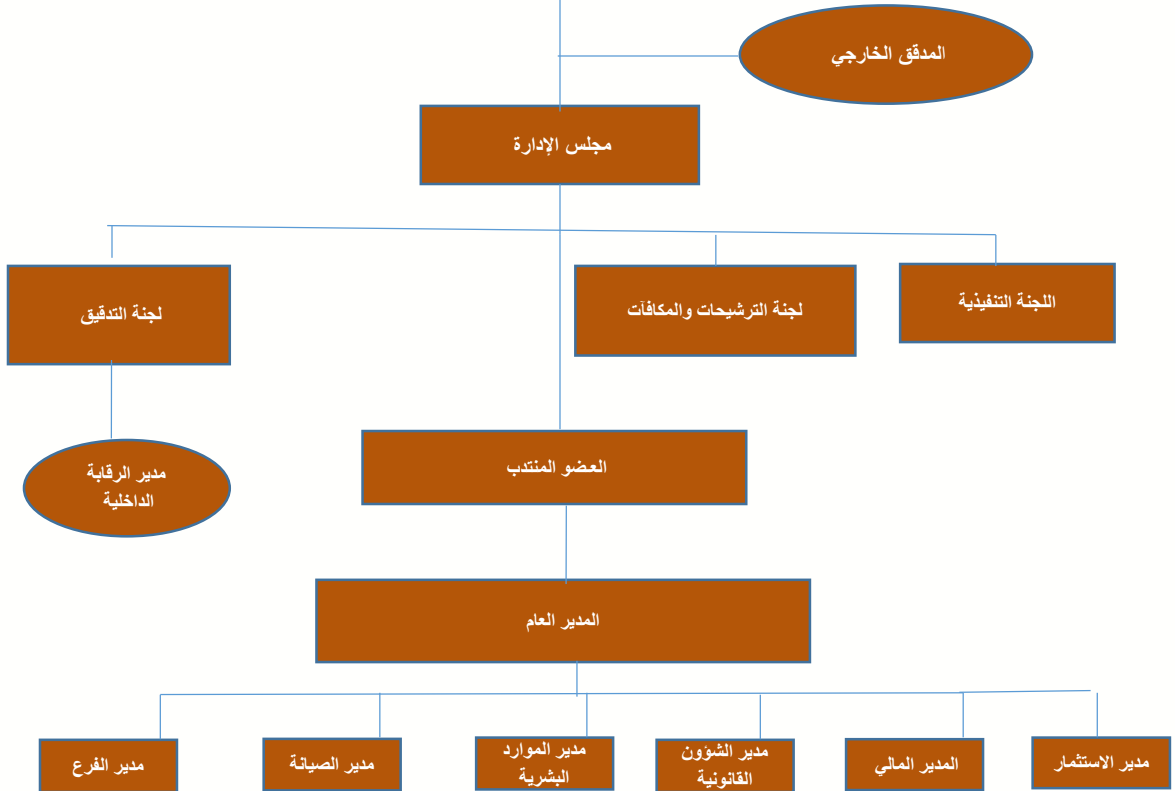 المدقق الخارجي
مجلس الإدارة
اللجنة التنفيذية
لجنة الترشيحات والمكافآت
لجنة التدقيق
العضو المنتدب
مدير الرقابة
الداخلية
المدير العام
مدير الاستثمار
المدير المالي
مدير الشؤون
القانونية
مدير الموارد
البشرية
مدير الصيانة
مدير الفرع